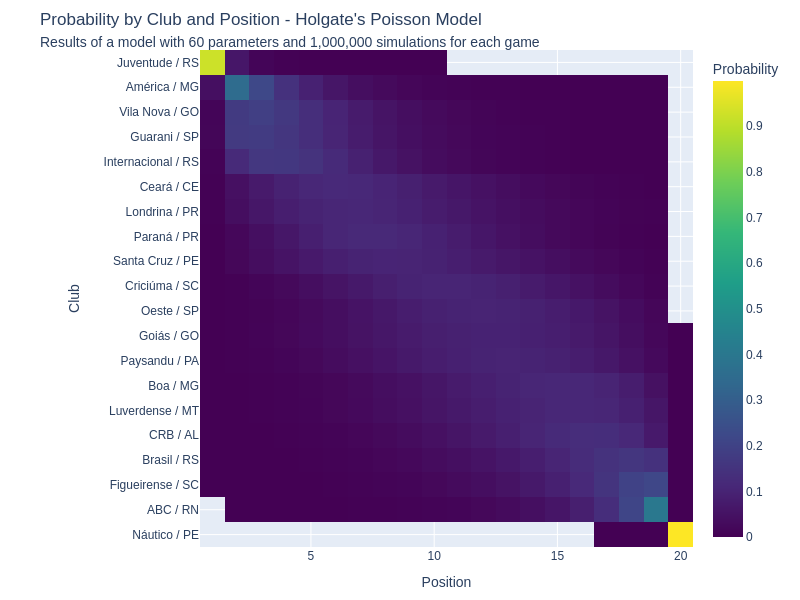 Probability by Club and Position - Holgate's Poisson Model
Results of a model with 60 parameters and 1,000,000 simulations for each game
Probability
Juventude / RS
América / MG
Vila Nova / GO
Guarani / SP
Internacional / RS
Ceará / CE
Londrina / PR
Paraná / PR
Santa Cruz / PE
Criciúma / SC
Oeste / SP
Goiás / GO
Paysandu / PA
Boa / MG
Luverdense / MT
CRB / AL
Brasil / RS
Figueirense / SC
ABC / RN
Náutico / PE
Club
5
10
15
20
Position
0.9
0.8
0.7
0.6
0.5
0.4
0.3
0.2
0.1
0